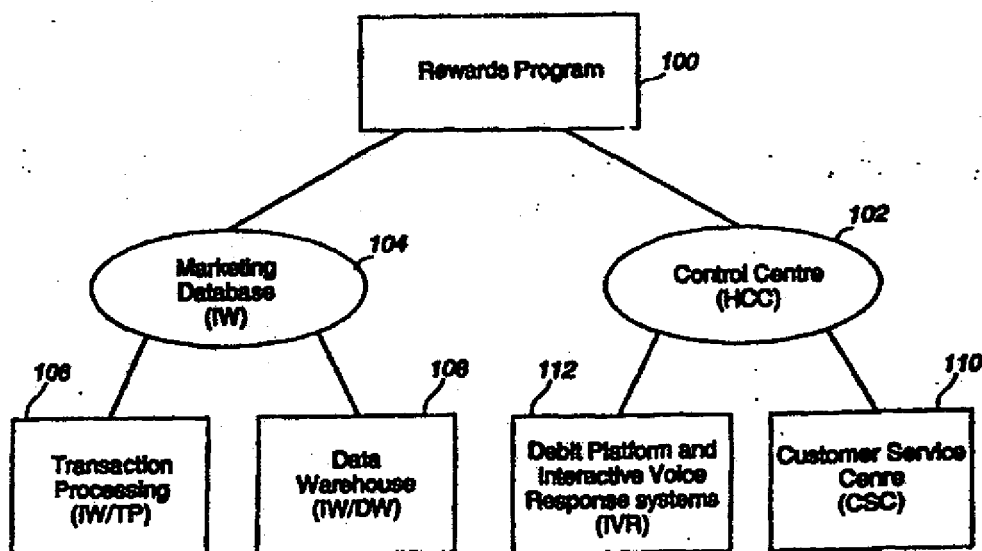 Rewards Program
100
104
102
Marketing
Database
(IW)
Control Centre
(HCC)
106
108
112
110
Transaction
Processing
(IW/TP)
Data
Warehouse
(IW/DW)
Debit Platform and
Interactive Voice
Response systems
(IVR)
Customer Service
Cenre
(CSC)